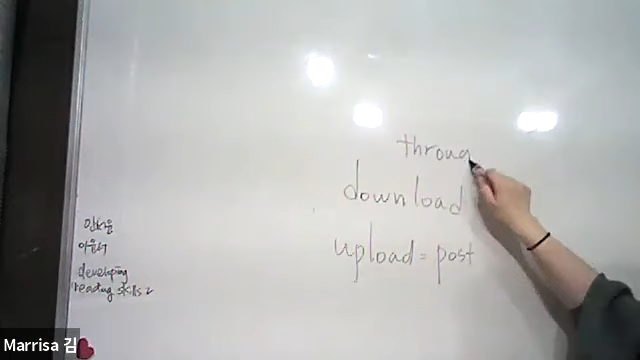 throug
download
upload = post
developing
reading skills 2
Marrisa 김